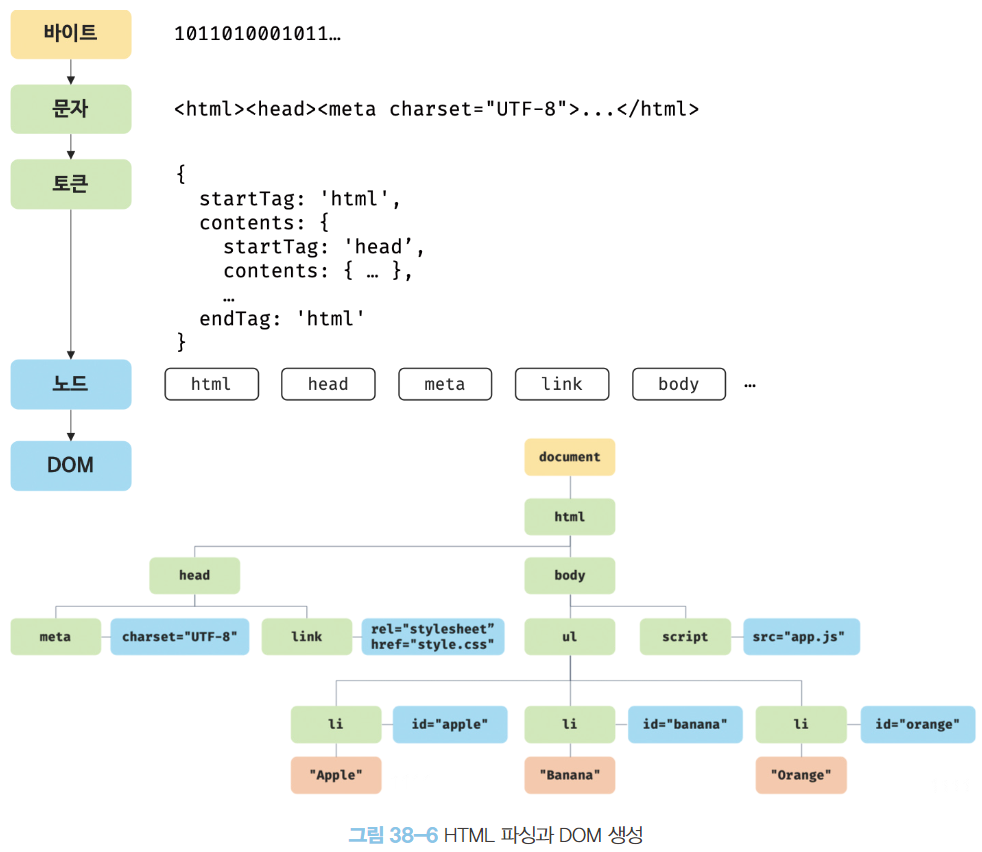 바이트
1011010001011…
문자
<html><head><meta charset="UTF-8">...</html>
토큰
{
startTag: 'html',
contents: {
startTag: 'head’,
contents: { … },
…
endTag: 'html'
}
노드
html head meta link body …
DOM
document
html
head body
meta charset="UTF-8" link rel="stylesheet” ul script src="app.js"
href="style.css"
li id="apple" li id="banana" li id="orange"
"Apple" "Banana" "Orange"
그림 38–6 HTML 파싱과 DOM 생성